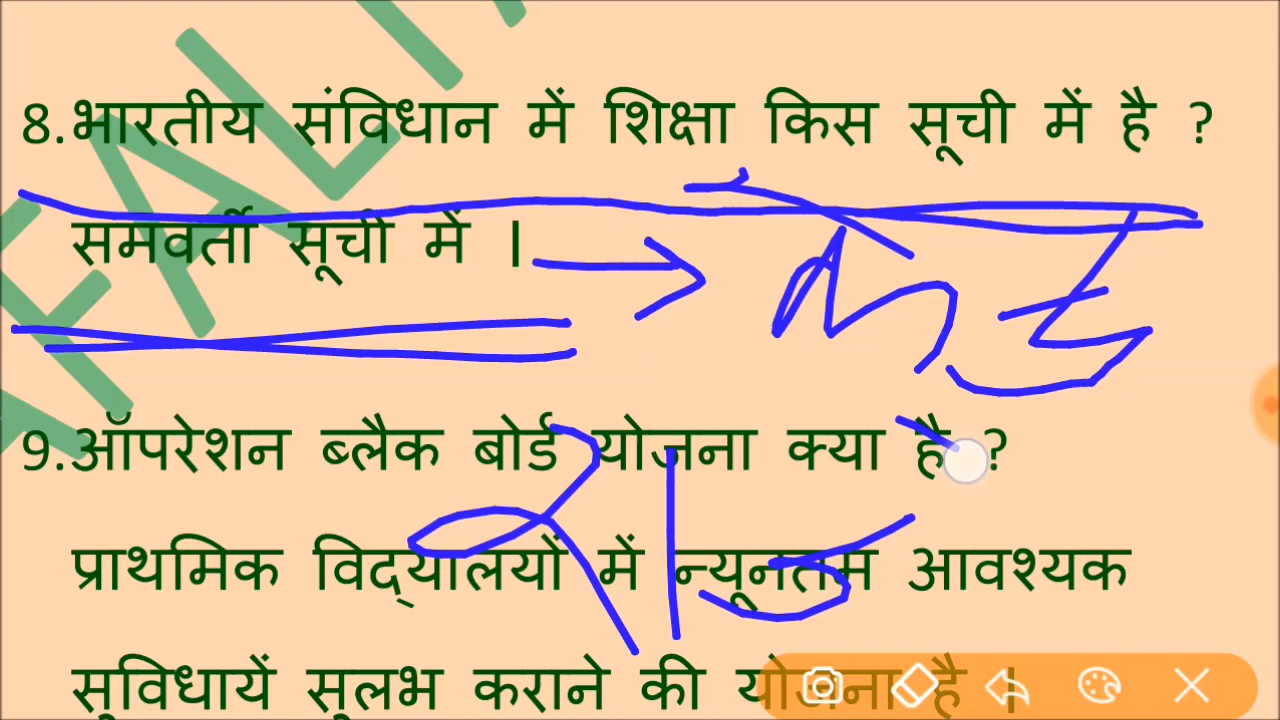 8. भारतीय संविधान में शिक्षा किस सूची में है ?
समवर्ती सूची में ।
9. ऑपरेशन ब्लैक बोर्ड योजना क्या है ?
प्राथमिक विद्यालयों में न्यूनतम आवश्यक
सुविधायें सुलभ कराने की योजना है ।